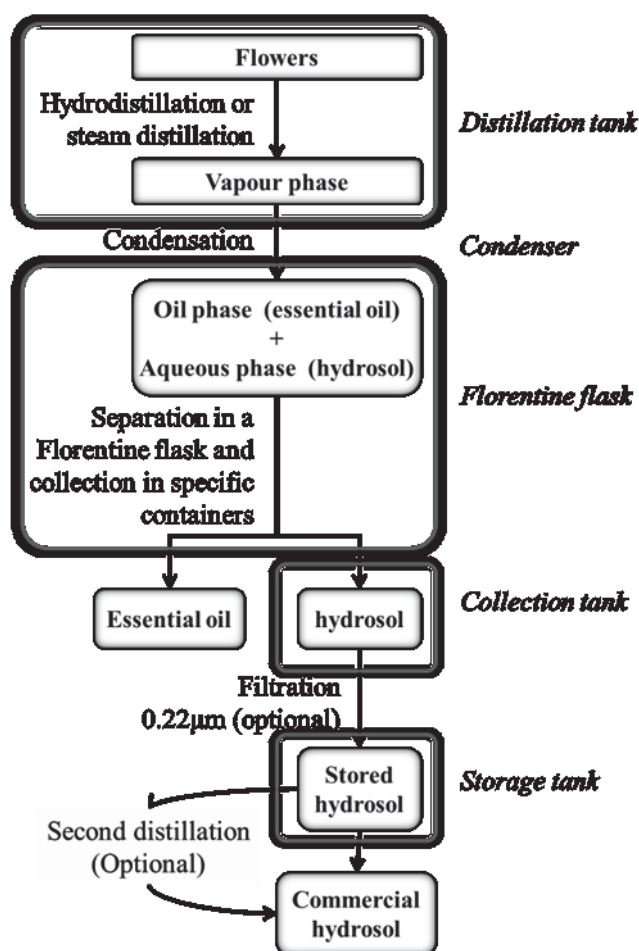 Flowers
Hydrodistillation or
steam distillation
Distillation tank
Vapour phase
Condensation
Condenser
Oil phase (essential oil)
+
Aqueous phase (hydrosol)
Florentine flask
Separation in a
Florentine flask and
collection in specific
containers
Essential oil
hydrosol
Collection tank
Filtration
0.22µm (optional)
Stored
hydrosol
Storage tank
Second distillation
(Optional)
Commercial
hydrosol